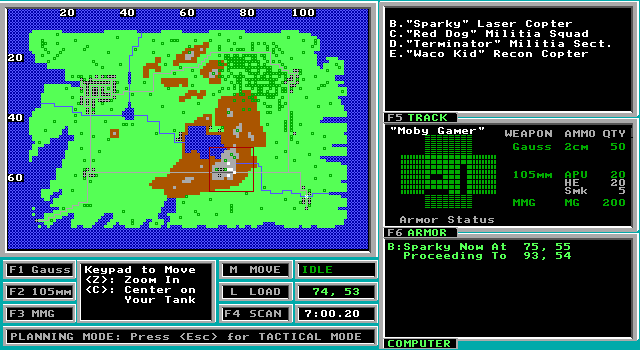 20 40 60 80 100
20
40
60
B."Sparky" Laser Copter
C."Red Dog" Militia Squad
D."Terminator" Militia Sect.
E."Waco Kid" Recon Copter
F5 TRACK
"Moby Gamer" WEAPON AMMO QTY
Gauss 2cm 50
105mm APU 20
HE 20
Smk 5
MMG MG 200
Armor Status
F6 ARMOR
B:Sparky Now At 75, 55
Proceeding To 93, 54
COMPUTER
F1 Gauss
F2 105mm
F3 MMG
Keypad to Move
<Z>: Zoom In
<C>: Center on
Your Tank
M MOVE IDLE
L LOAD 74, 53
F4 SCAN 7:00.20
PLANNING MODE: Press <Esc> for TACTICAL MODE